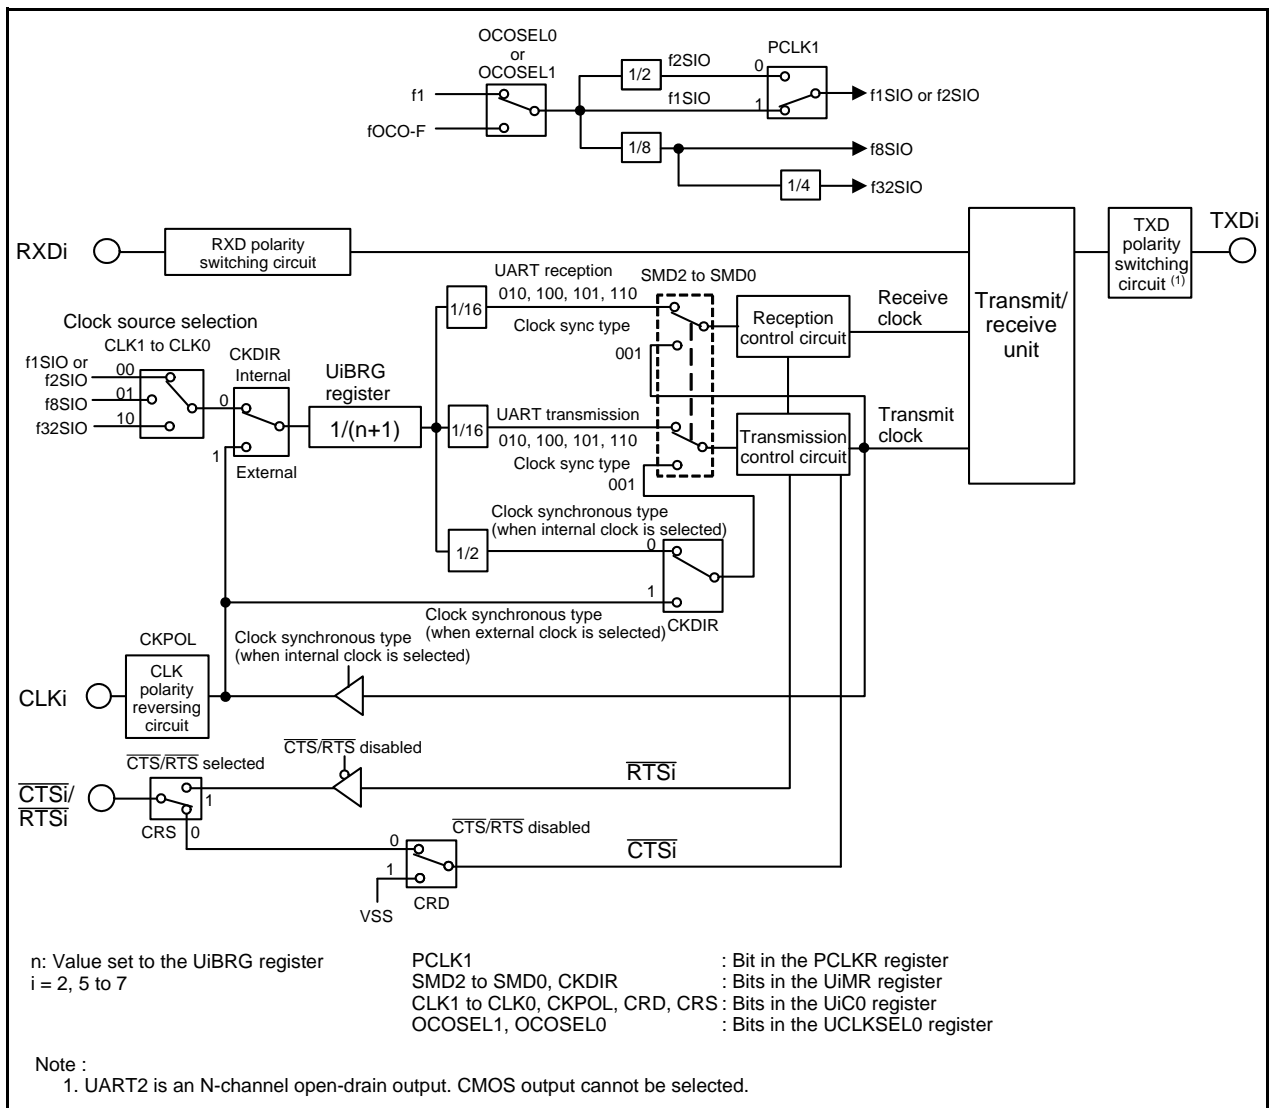 OCOSEL0
or
OCOSEL1
f1
fOCO-F
1/2
f2SIO
f1SIO
PCLK1
0
1
f1SIO or f2SIO
1/8
f8SIO
1/4
f32SIO
RXDi
RXD polarity
switching circuit
TXD
polarity
switching
circuit (1)
TXDi
Transmit/
receive
unit
Clock source selection
CLK1 to CLK0
f1SIO or
f2SIO
00
f8SIO
01
f32SIO
10
CKDIR
Internal
0
1
External
UiBRG
register
1/(n+1)
1/16
UART reception
010, 100, 101, 110
Clock sync type
001
SMD2 to SMD0
Reception
control circuit
Receive
clock
1/16
UART transmission
010, 100, 101, 110
Clock sync type
001
Transmission
control circuit
Transmit
clock
1/2
Clock synchronous type
(when internal clock is selected)
0
1
CKDIR
Clock synchronous type
(when external clock is selected)
Clock synchronous type
(when internal clock is selected)
CKPOL
CLK
polarity
reversing
circuit
CLKi
CTS/RTS selected
CTS/RTS disabled
CTSi/
RTSi
1
CRS
0
RTSi
CTS/RTS disabled
0
1
VSS
CRD
CTSi
n: Value set to the UiBRG register
i = 2, 5 to 7
PCLK1 : Bit in the PCLKR register
SMD2 to SMD0, CKDIR : Bits in the UiMR register
CLK1 to CLK0, CKPOL, CRD, CRS : Bits in the UiC0 register
OCOSEL1, OCOSEL0 : Bits in the UCLKSEL0 register
Note :
1. UART2 is an N-channel open-drain output. CMOS output cannot be selected.